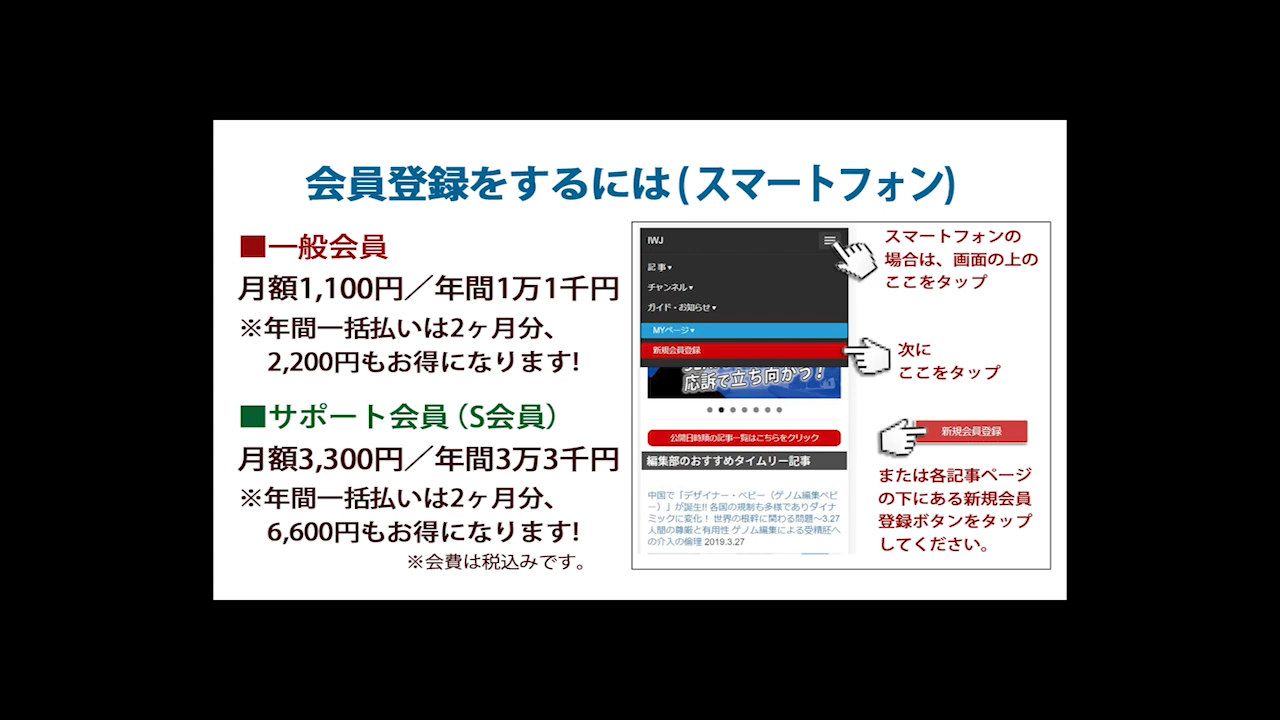 会員登録をするには(スマートフォン)
■一般会員
月額1,100円／年間1万1千円
※年間一括払いは2ヶ月分、
2,200円もお得になります!
■サポート会員（S会員）
月額3,300円／年間3万3千円
※年間一括払いは2ヶ月分、
6,600円もお得になります!
※会費は税込みです。
IWJ
記事▾
チャンネル▾
ガイド・お知らせ▾
MYページ▾
新規会員登録
応訴で立ち向かう！
公開日時順の記事一覧はこちらをクリック
編集部のおすすめタイムリー記事
中国で「デザイナー・ベビー（ゲノム編集ベビ
ー）」が誕生!! 各国の規制も多様でありダイナ
ミックに変化！ 世界の根幹に関わる問題〜3.27
人間の尊厳と有用性 ゲノム編集による受精胚へ
の介入の倫理 2019.3.27
スマートフォンの
場合は、画面の上の
ここをタップ
次に
ここをタップ
新規会員登録
または各記事ページ
の下にある新規会員
登録ボタンをタップ
してください。